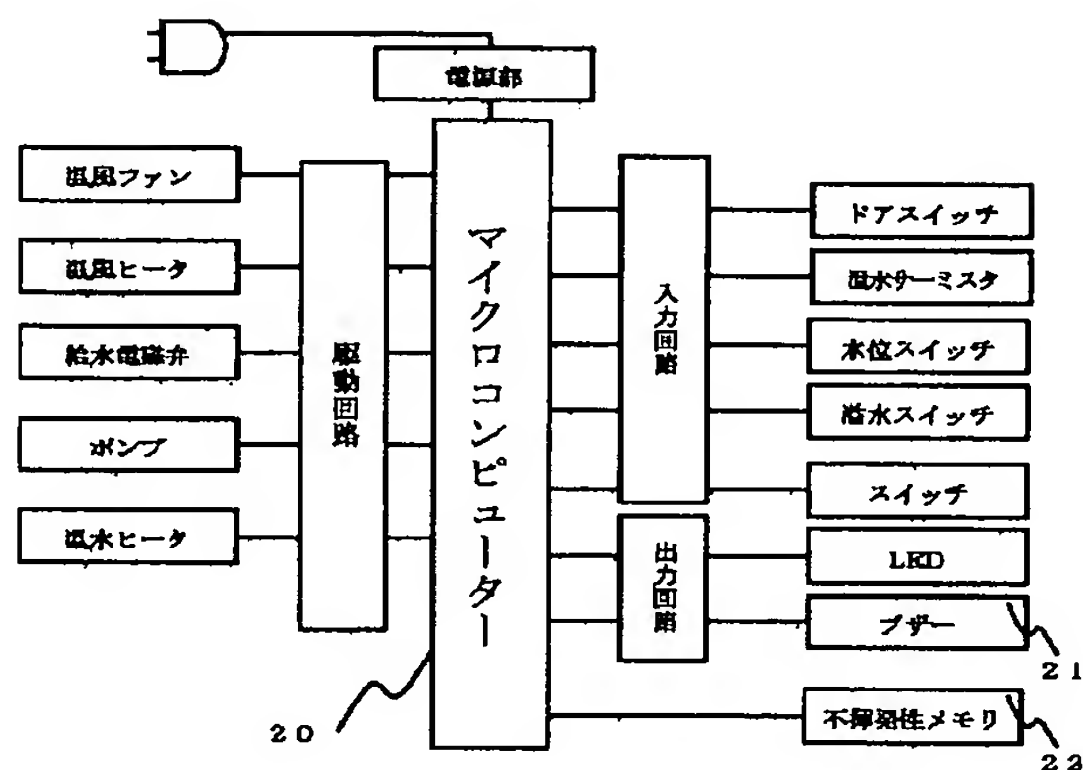 電源部
温風ファン
温風ヒータ
給水電磁弁
ポンプ
温水ヒータ
駆動回路
マイクロコンピューター
20
入力回路
出力回路
ドアスイッチ
温水サーミスタ
水位スイッチ
溢水スイッチ
スイッチ
LED
ブザー
21
不揮発性メモリ
22